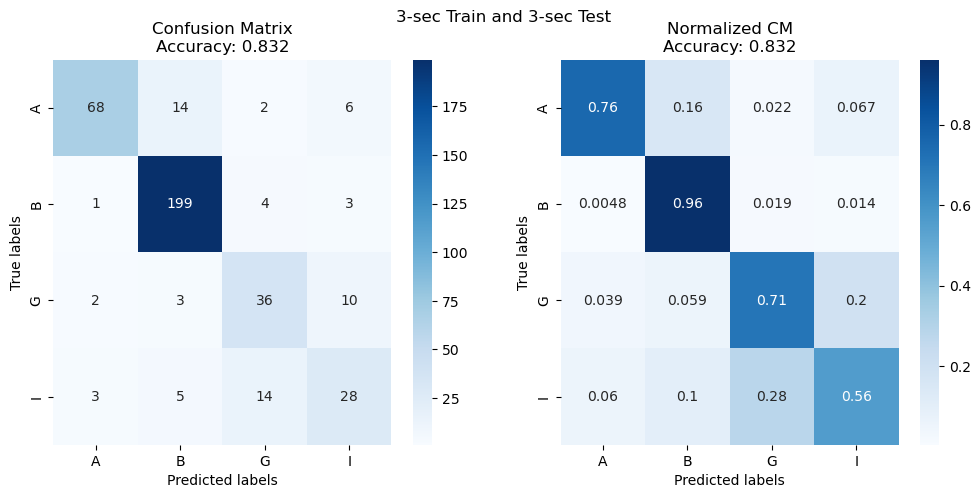 3-sec Train and 3-sec Test
Confusion Matrix
Accuracy: 0.832
A 68 14 2 6
B 1 199 4 3
G 2 3 36 10
I 3 5 14 28
A B G I
True labels
Predicted labels
175
150
125
100
75
50
25
Normalized CM
Accuracy: 0.832
A 0.76 0.16 0.022 0.067
B 0.0048 0.96 0.019 0.014
G 0.039 0.059 0.71 0.2
I 0.06 0.1 0.28 0.56
A B G I
True labels
Predicted labels
0.8
0.6
0.4
0.2